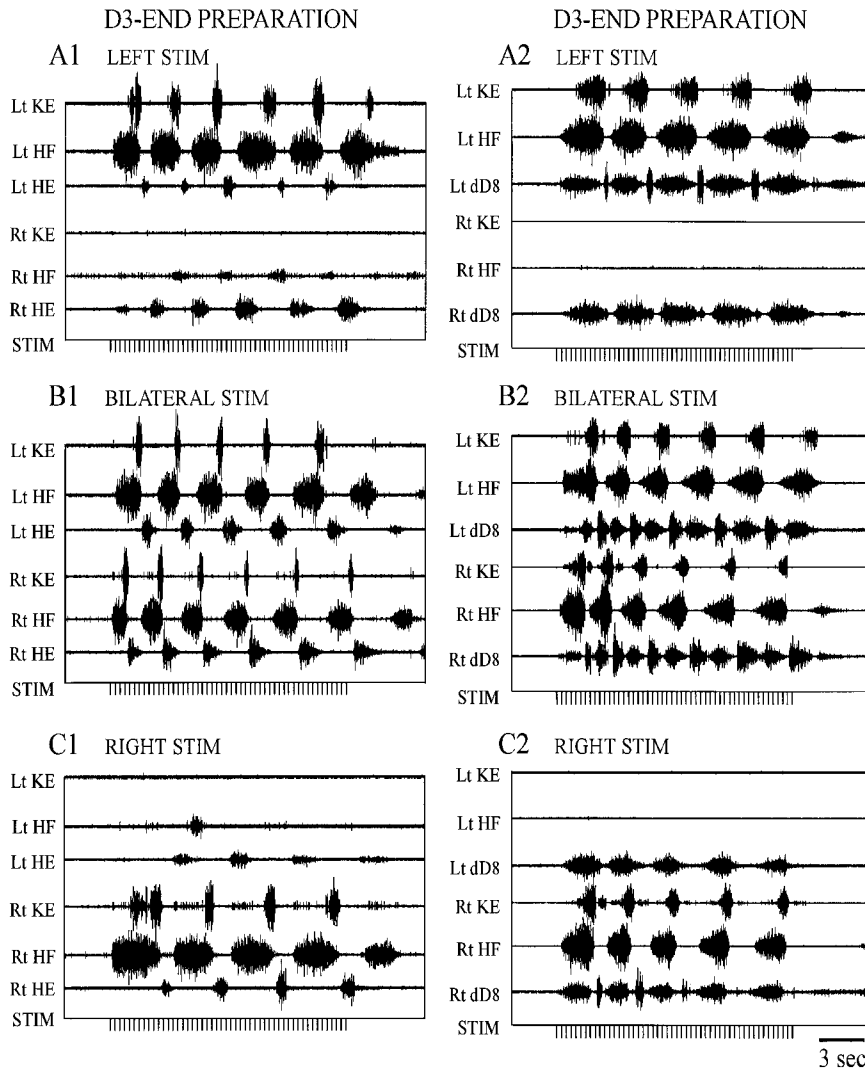 D3-END PREPARATION
A1 LEFT STIM
Lt KE
Lt HF
Lt HE
Rt KE
Rt HF
Rt HE
STIM
B1 BILATERAL STIM
Lt KE
Lt HF
Lt HE
Rt KE
Rt HF
Rt HE
STIM
C1 RIGHT STIM
Lt KE
Lt HF
Lt HE
Rt KE
Rt HF
Rt HE
STIM
D3-END PREPARATION
A2 LEFT STIM
Lt KE
Lt HF
Lt dD8
Rt KE
Rt HF
Rt dD8
STIM
B2 BILATERAL STIM
Lt KE
Lt HF
Lt dD8
Rt KE
Rt HF
Rt dD8
STIM
C2 RIGHT STIM
Lt KE
Lt HF
Lt dD8
Rt KE
Rt HF
Rt dD8
STIM
3 sec